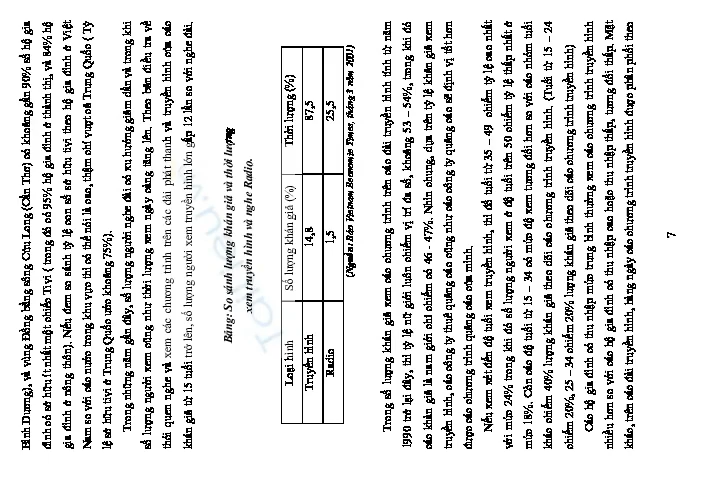 Bình Dương), và vùng Đồng bằng sông Cửu Long (Cần Thơ) có khoảng gần 90% số hộ gia
đình có sở hữu ít nhất một chiếc Tivi ( trong đó có 95% hộ gia đình ở thành thị, và 84% hộ
gia đình ở nông thôn). Nếu đem so sánh tỷ lệ con số sở hữu tivi theo hộ gia đình ở Việt
Nam so với các nước trong khu vực thì có thể nói là cao, thậm chí vượt cả Trung Quốc ( Tỷ
lệ sở hữu tivi ở Trung Quốc ước khoảng 75%).
Trong những năm gần đây, số lượng người nghe đài có xu hướng giảm dần và trong khi
số lượng người xem cũng như thời lượng xem ngày càng tăng lên. Theo bản điều tra về
thói quen nghe và xem các chương trình trên các đài phát thanh và truyền hình của các
khán giả từ 15 tuổi trở lên, số lượng người xem truyền hình lớn gấp 12 lần so với nghe đài.
Bảng: So sánh lượng khán giả và thời lượng
xem truyền hình và nghe Radio.
Loại hình Số lượng khán giả (%) Thời lượng (%)
Truyền hình 14,8 87,5
Radio 1,5 25,5
(Nguồn: Báo Vietnam Economic Times, tháng 3 năm 2001)
Trong số lượng khán giả xem các chương trình trên các đài truyền hình tính từ năm
1990 trở lại đây, thì tỷ lệ nữ giới luôn chiếm vị trí đa số, khoảng 53 – 54%, trong khi đó
các khán giả là nam giới chỉ chiếm có 46 - 47%. Nhìn chung, dựa trên tỷ lệ khán giả xem
truyền hình, các công ty thuê quảng cáo cũng như các công ty quảng cáo sẽ định vị tốt hơn
được các chương trình quảng cáo của mình.
Nếu xem xét đến độ tuổi xem truyền hình, thì độ tuổi từ 35 – 49 chiếm tỷ lệ cao nhất
với mức 24% trong khi đó số lượng người xem ở độ tuổi trên 50 chiếm tỷ lệ thấp nhất ở
mức 18%. Còn các độ tuổi từ 15 – 34 có mức độ xem tương đối hơn so với các nhóm tuổi
khác chiếm 40% lượng khán giả theo dõi các chương trình truyền hình. (Tuổi từ 15 – 24
chiếm 20%, 25 – 34 chiếm 20% lượng khán giả theo dõi các chương trình truyền hình)
Các hộ gia đình có thu nhập mức trung bình thường xem các chương trình truyền hình
nhiều hơn so với các hộ gia đình có thu nhập cao hoặc thu nhập thấp, tương đối thấp. Mặt
khác, trên các đài truyền hình, hàng ngày các chương trình truyền hình được phân phối theo
7